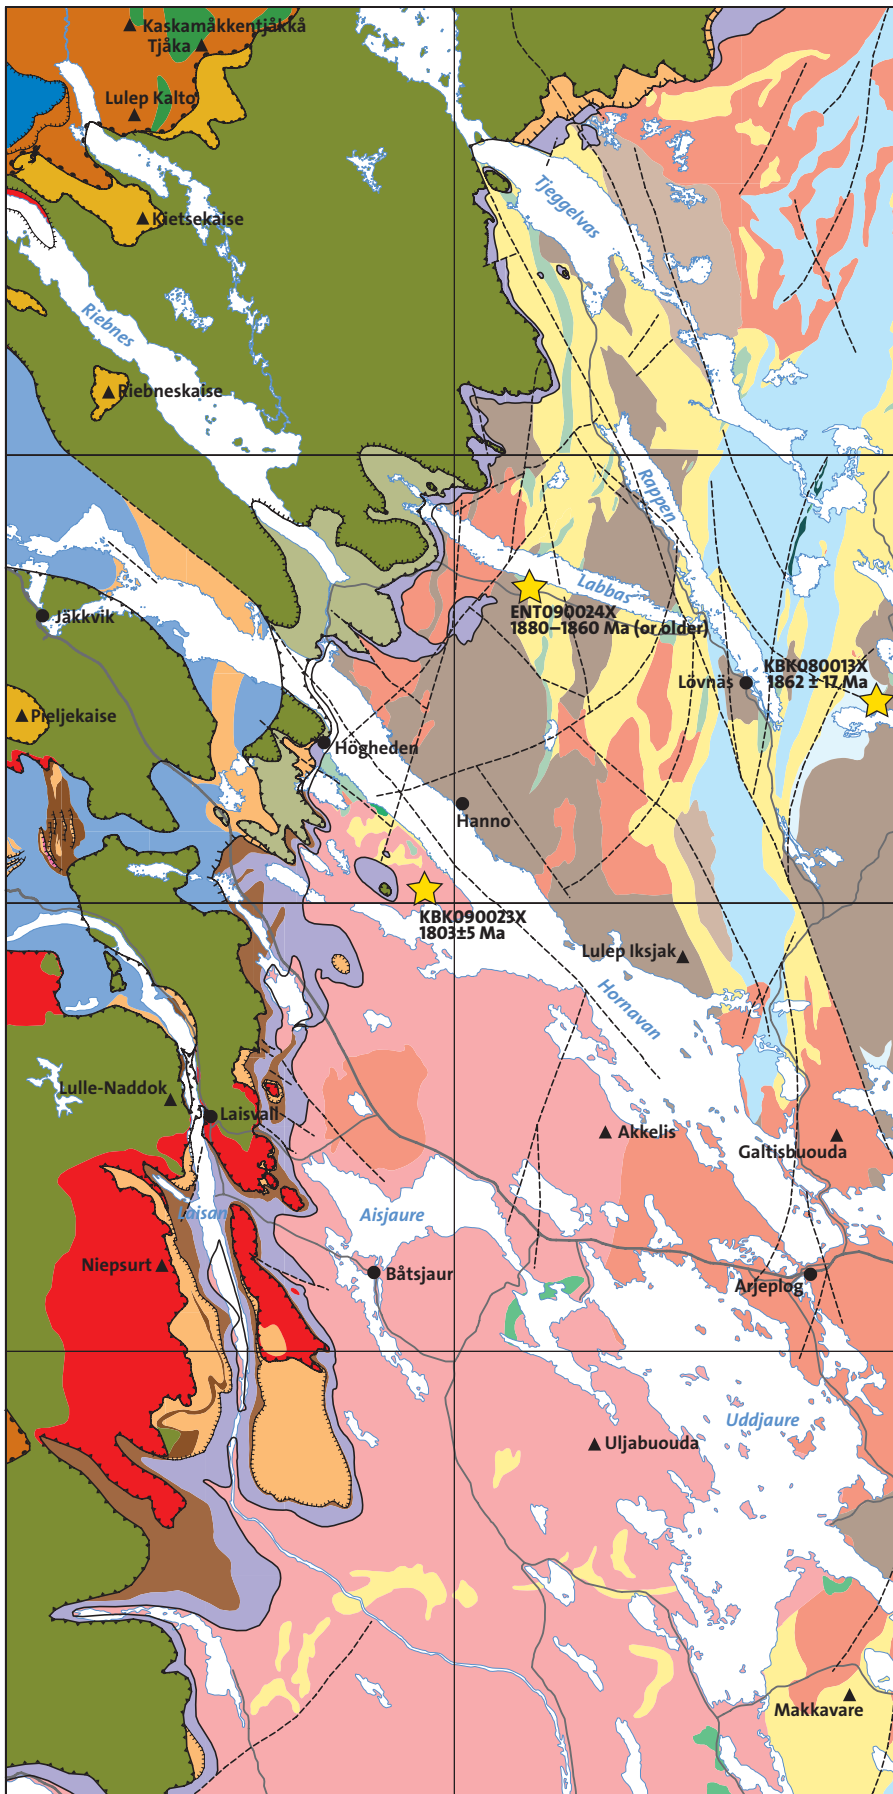 Kaskamåkkentjåkkå
Tjåka
Lulep Kalto
Tjeggelvas
Kietsekaise
Riebnes
Riebneskaise
Rappen
Labbas
ENT090024X
1880–1860 Ma (or older)
Jäkkvik
KBK080013X
1862 ± 17 Ma
Lövnäs
Pieljekaise
Högheden
Hanno
KBK090023X
1803±5 Ma
Lulep Iksjak
Hornavan
Lulle-Naddok
Laisvall
Akkelis
Galtisbuouda
Laisan
Aisjaure
Niepsurt
Båtsjaur
Arjeplog
Uddjaure
Uljabuouda
Makkavare